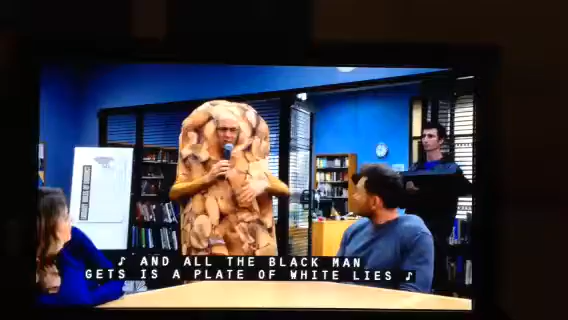 ♪ AND ALL THE BLACK MAN
GETS IS A PLATE OF WHITE LIES ♪